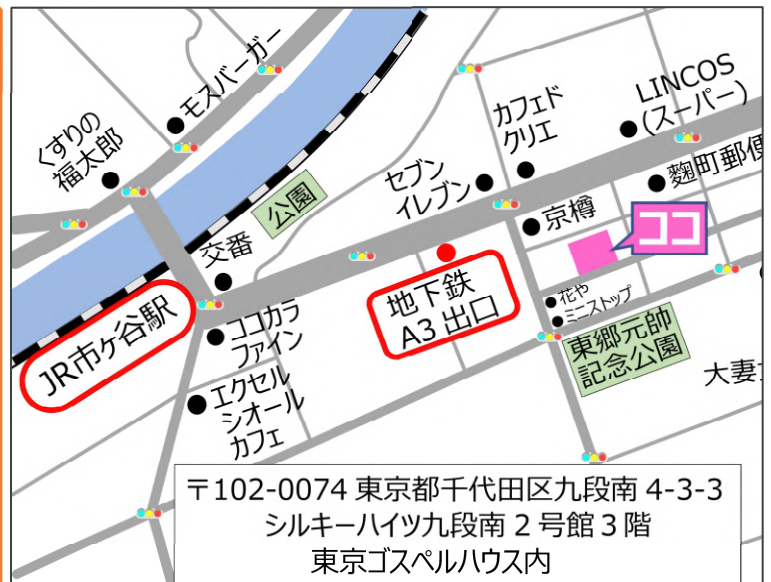 モスバーガー
くすりの
福太郎
公園
交番
JR市ヶ谷駅
ココカラ
ファイン
エクセル
シオール
カフェ
セブン
イレブン
カフェド
クリエ
LINCOS
(スーパー)
麴町郵便
京樽
ココ
地下鉄
A3 出口
花や
ミニストップ
東郷元帥
記念公園
大妻
〒102-0074 東京都千代田区九段南 4-3-3
シルキーハイツ九段南 2 号館 3 階
東京ゴスペルハウス内